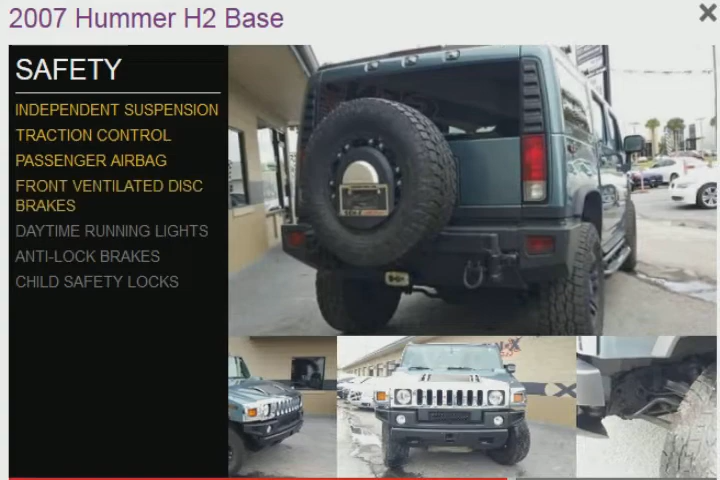 2007 Hummer H2 Base
SAFETY
INDEPENDENT SUSPENSION
TRACTION CONTROL
PASSENGER AIRBAG
FRONT VENTILATED DISC
BRAKES
DAYTIME RUNNING LIGHTS
ANTI-LOCK BRAKES
CHILD SAFETY LOCKS